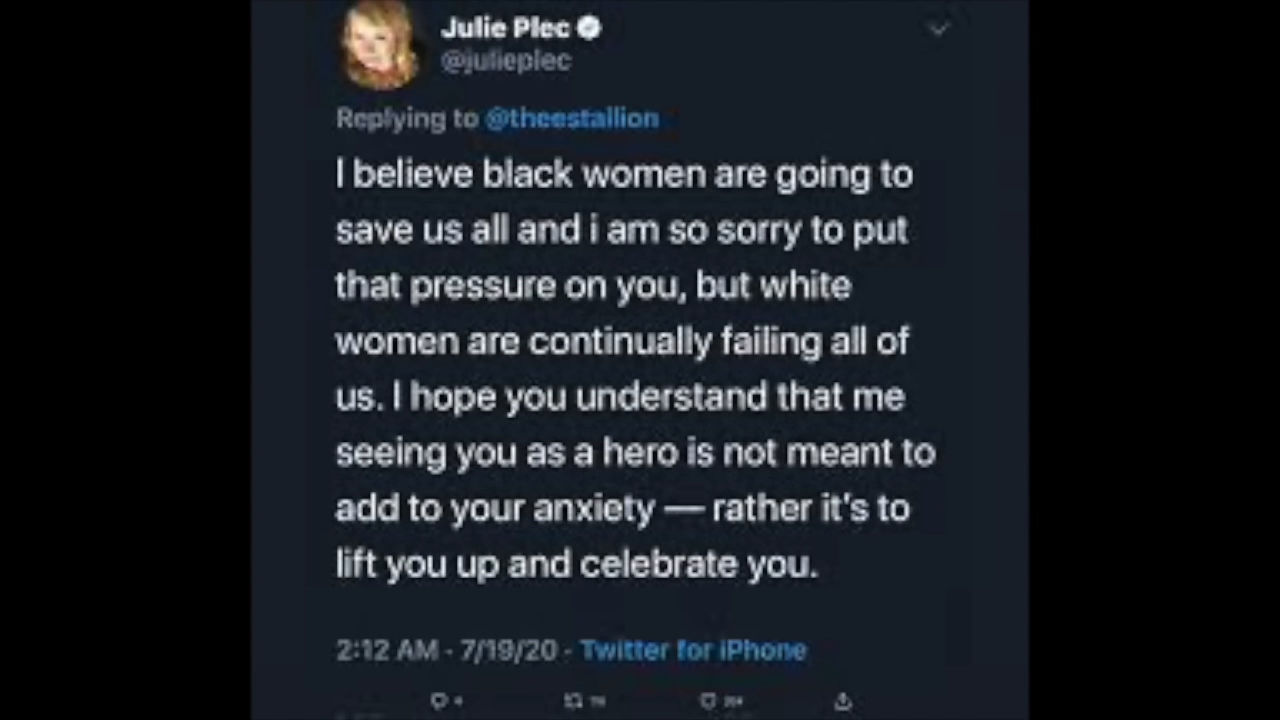 Julie Plec
@julieplec
Replying to @theestallion
I believe black women are going to
save us all and i am so sorry to put
that pressure on you, but white
women are continually failing all of
us. I hope you understand that me
seeing you as a hero is not meant to
add to your anxiety — rather it's to
lift you up and celebrate you.
2:12 AM - 7/19/20 - Twitter for iPhone